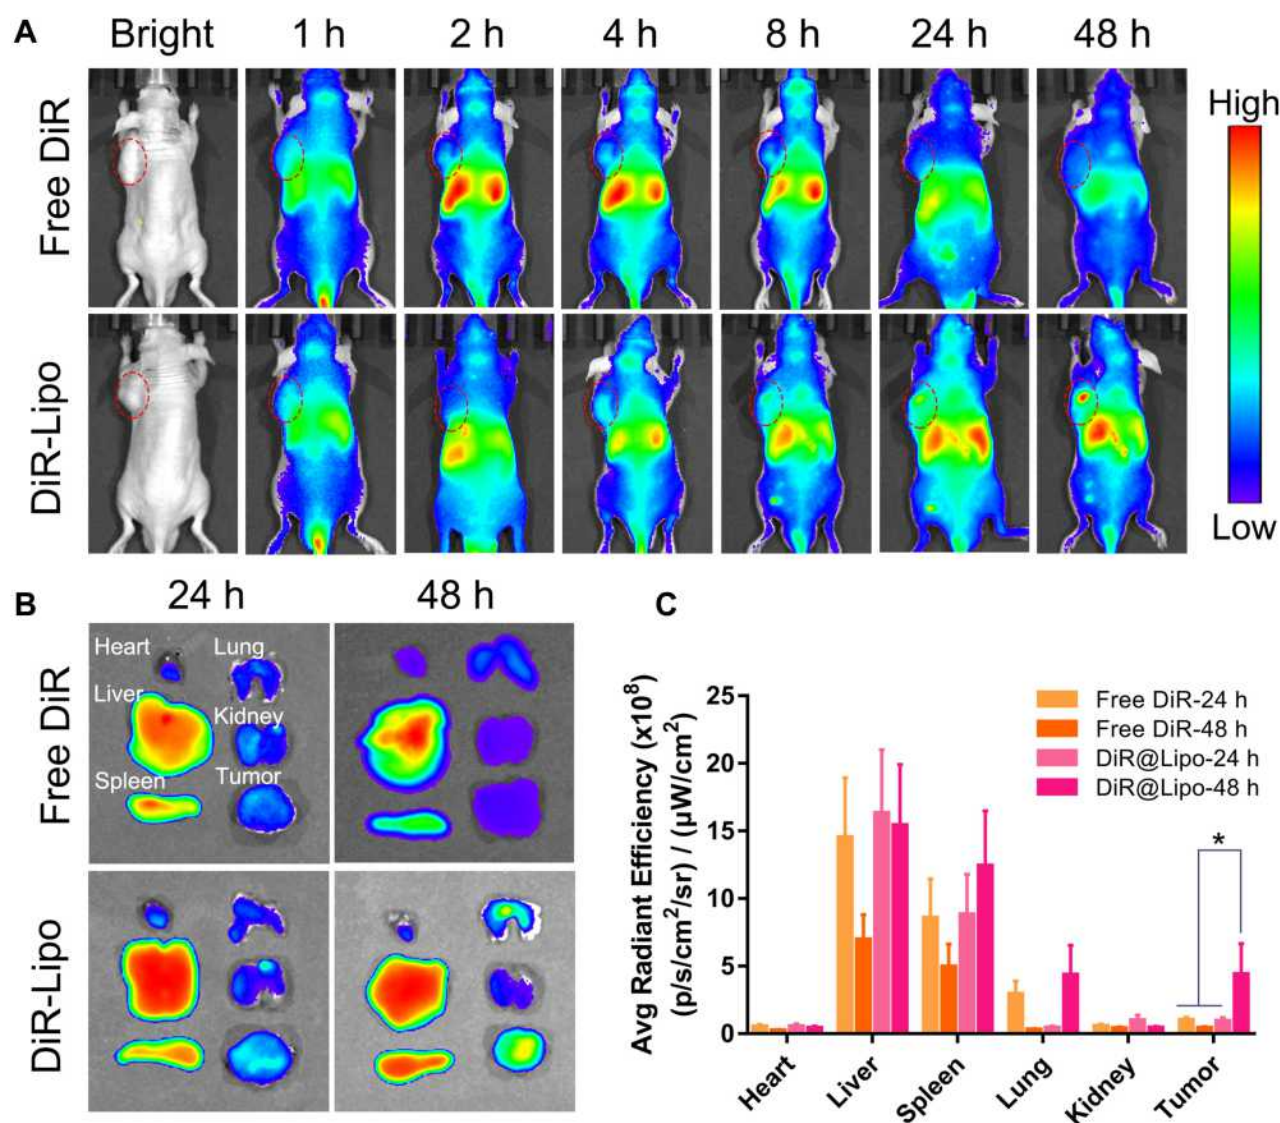 A
Bright 1 h 2 h 4 h 8 h 24 h 48 h
Free DiR
DiR-Lipo
High
Low
B
24 h 48 h
Free DiR
DiR-Lipo
Heart Lung
Liver
Kidney
Spleen Tumor
C
Avg Radiant Efficiency (x10⁸)
(p/s/cm²/sr) / (µW/cm²)
25
20
15
10
5
0
Free DiR-24 h
Free DiR-48 h
DiR@Lipo-24 h
DiR@Lipo-48 h
*
Heart Liver Spleen Lung Kidney Tumor